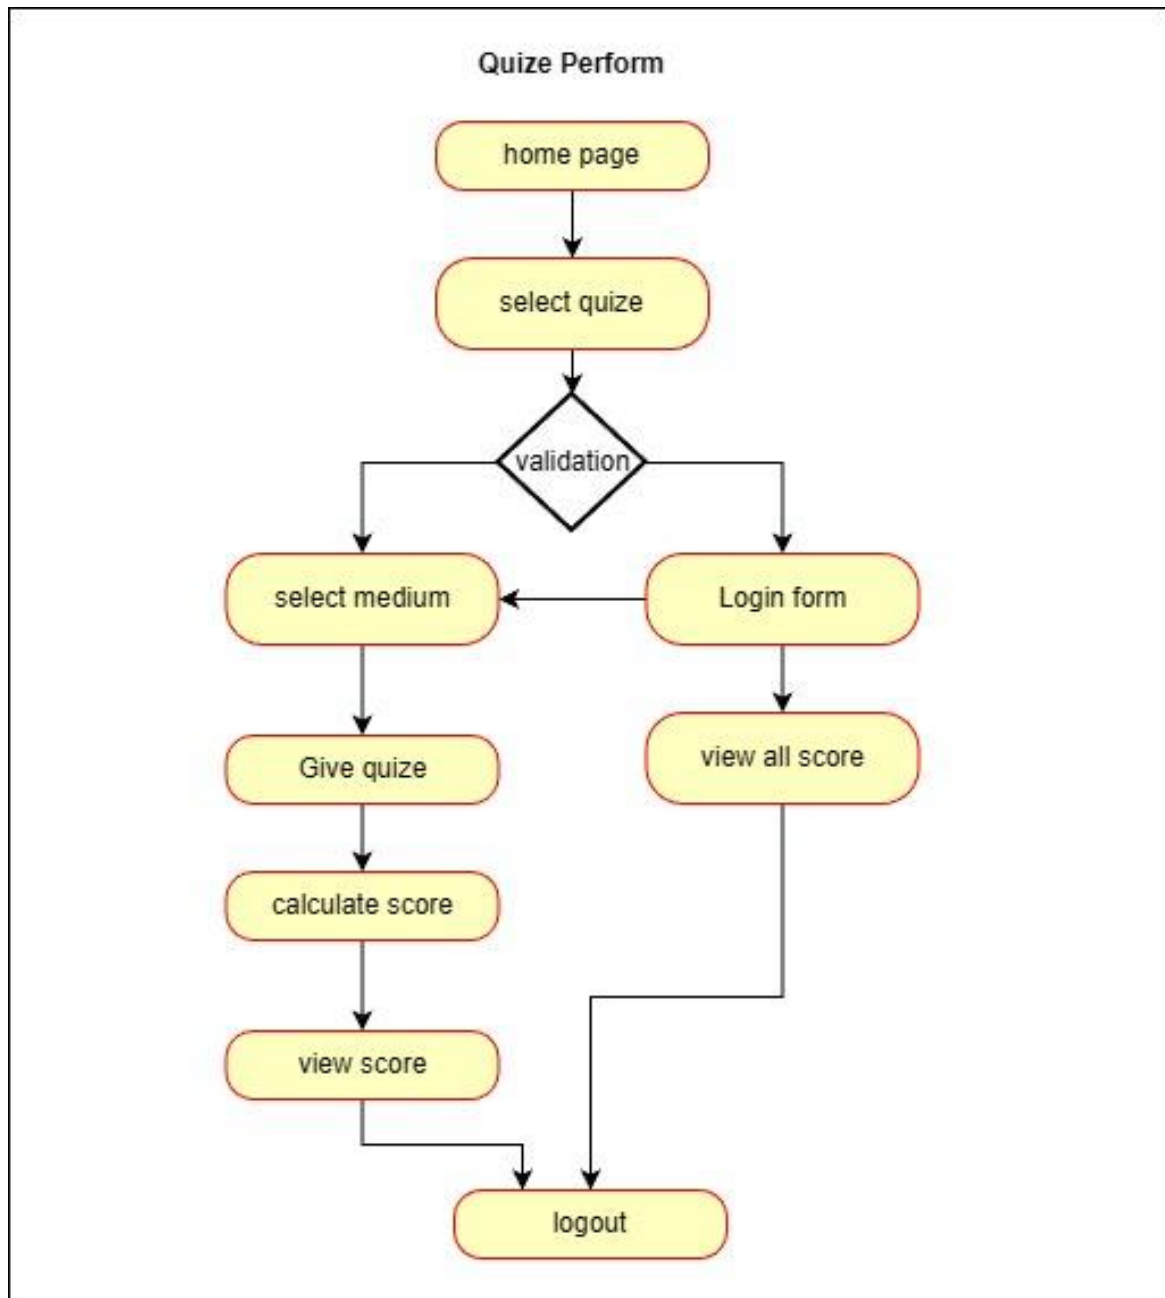 Quize Perform
home page
select quize
validation
select medium
Login form
view all score
Give quize
calculate score
view score
logout